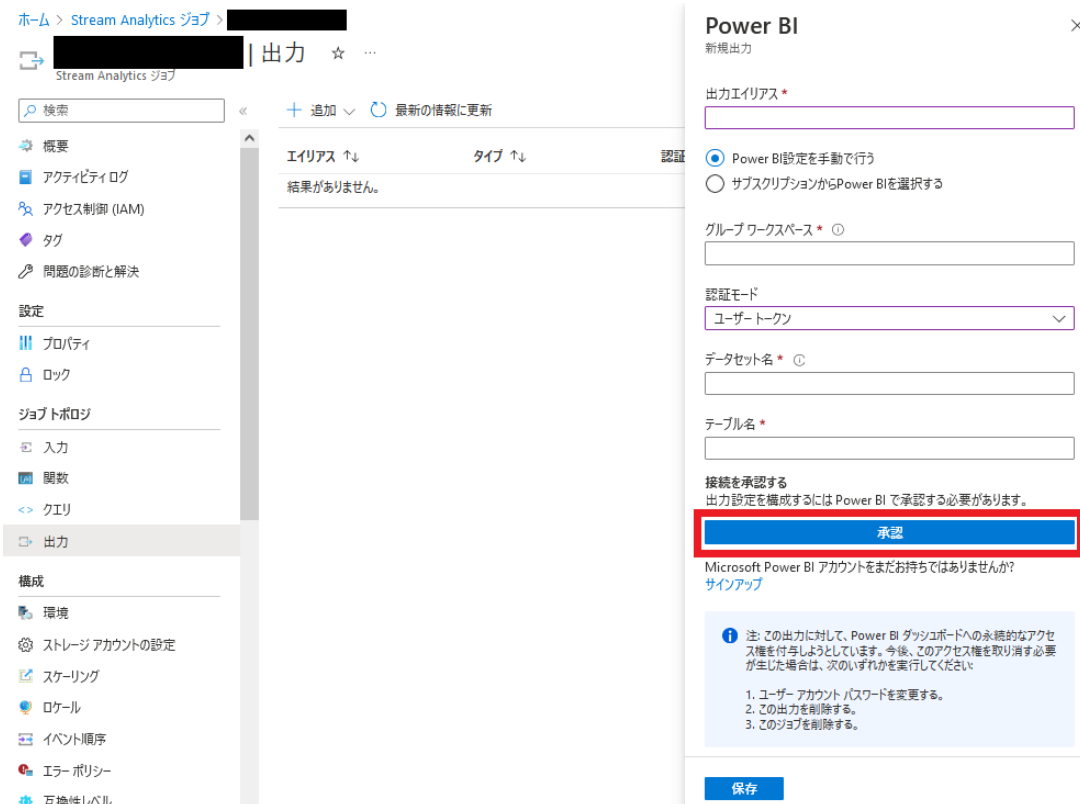 ホーム > Stream Analytics ジョブ >
| 出力 ☆ …
Stream Analytics ジョブ
検索 «
概要
アクティビティ ログ
アクセス制御 (IAM)
タグ
問題の診断と解決
設定
プロパティ
ロック
ジョブ トポロジ
入力
関数
クエリ
出力
構成
環境
ストレージ アカウントの設定
スケーリング
ロケール
イベント順序
エラー ポリシー
互換性レベル
+ 追加 最新の情報に更新
エイリアス ↑↓ タイプ ↑↓ 認証
結果がありません。
Power BI
新規出力
出力エイリアス *
Power BI設定を手動で行う
サブスクリプションからPower BIを選択する
グループ ワークスペース *
認証モード
ユーザー トークン
データセット名 *
テーブル名 *
接続を承認する
出力設定を構成するには Power BI で承認する必要があります。
承認
Microsoft Power BI アカウントをまだお持ちではありませんか?
サインアップ
注: この出力に対して、Power BI ダッシュボードへの永続的なアクセ
ス権を付与しようとしています。今後、このアクセス権を取り消す必要
が生じた場合は、次のいずれかを実行してください:
1. ユーザー アカウント パスワードを変更する。
2. この出力を削除する。
3. このジョブを削除する。
保存